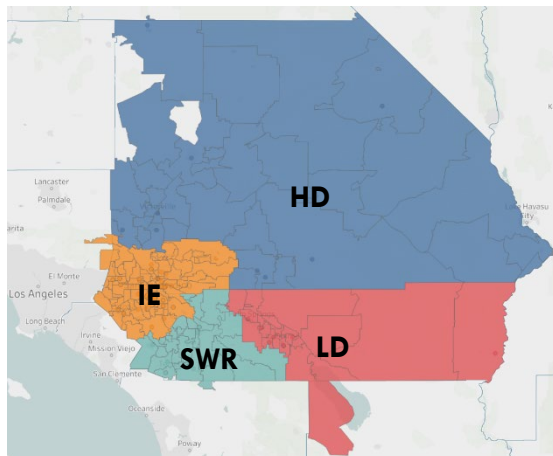 HD
Lancaster
Palmdale
Lake Havasu
City
El Monte
Los Angeles
IE
Long Beach
Irvine
Mission Viejo
San Clemente
SWR
LD
Oceanside
Poway